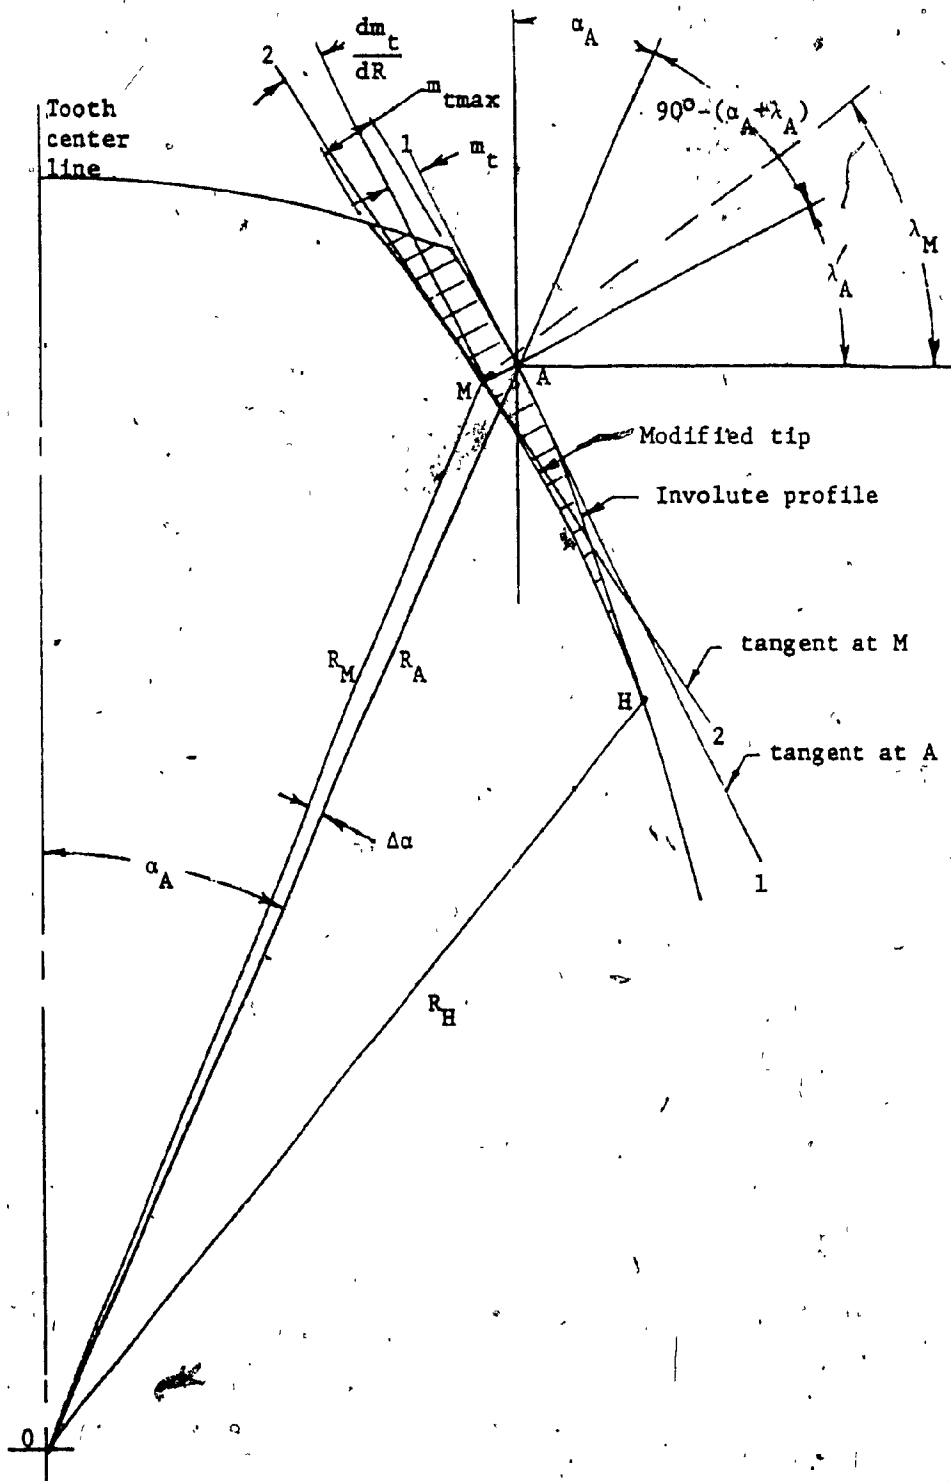 2
dm_t
dR
m_tmax
α_A
Tooth
center
line
1
m_t
90°-(α_A+λ_A)
λ_M
λ_A
M
A
Modified tip
Involute profile
R_M
R_A
tangent at M
H
2
tangent at A
Δα
α_A
1
R_H
0